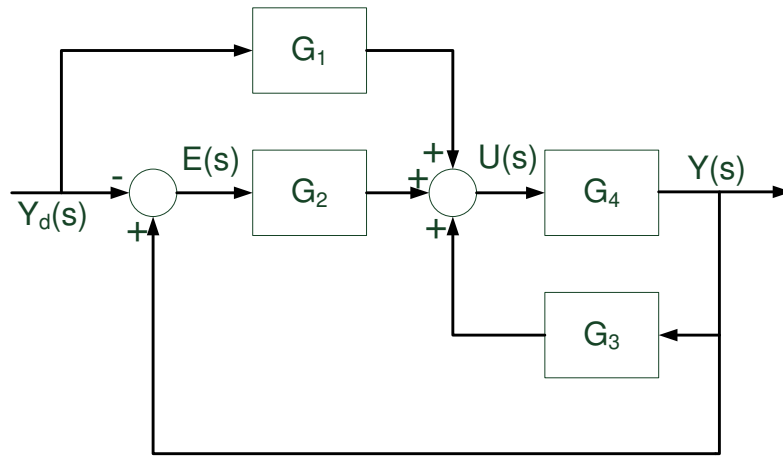 G₁
+
- E(s) + U(s) Y(s)
G₂ G₄
Y_d(s) + +
G₃